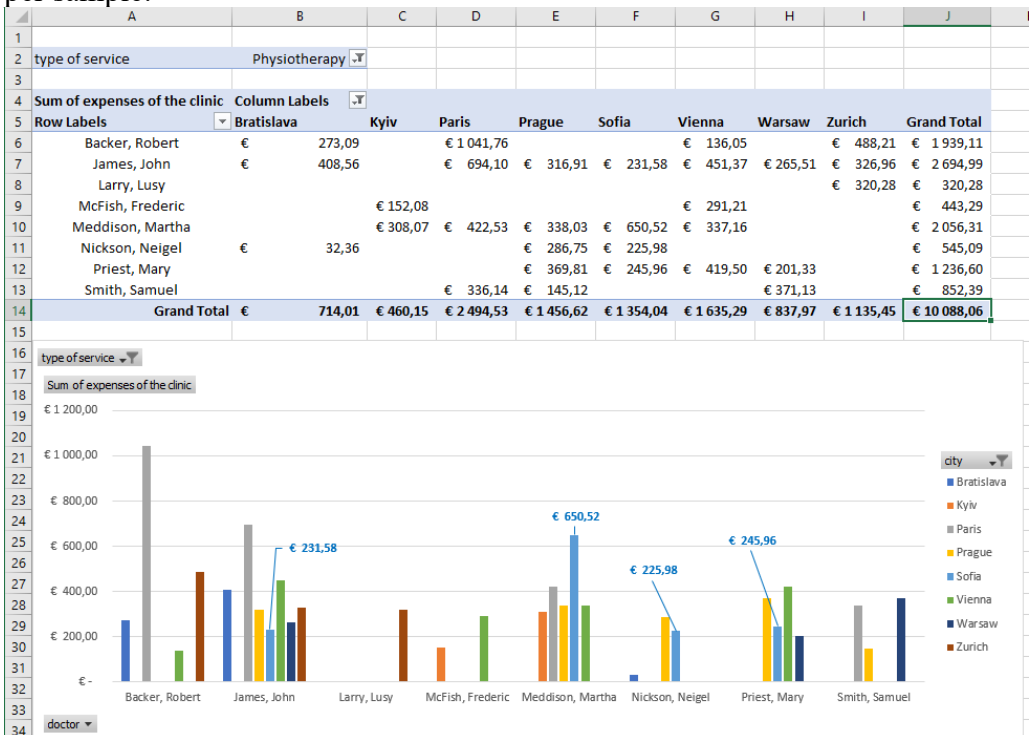 per sample.
A B C D E F G H I J
1
2 type of service Physiotherapy
3
4 Sum of expenses of the clinic Column Labels
5 Row Labels Bratislava Kyiv Paris Prague Sofia Vienna Warsaw Zurich Grand Total
6 Backer, Robert € 273,09 € 1 041,76 € 136,05 € 488,21 € 1 939,11
7 James, John € 408,56 € 694,10 € 316,91 € 231,58 € 451,37 € 265,51 € 326,96 € 2 694,99
8 Larry, Lusy € 320,28 € 320,28
9 McFish, Frederic € 152,08 € 291,21 € 443,29
10 Meddison, Martha € 308,07 € 422,53 € 338,03 € 650,52 € 337,16 € 2 056,31
11 Nickson, Neigel € 32,36 € 286,75 € 225,98 € 545,09
12 Priest, Mary € 369,81 € 245,96 € 419,50 € 201,33 € 1 236,60
13 Smith, Samuel € 336,14 € 145,12 € 371,13 € 852,39
14 Grand Total € 714,01 € 460,15 € 2 494,53 € 1 456,62 € 1 354,04 € 1 635,29 € 837,97 € 1 135,45 € 10 088,06
15
16 type of service
17
18 Sum of expenses of the clinic
19 € 1 200,00
20
21 € 1 000,00 city
22 Bratislava
23 € 800,00 Kyiv
24 € 650,52 Paris
25 € 600,00 € 231,58 € 245,96 Prague
26 € 225,98 Sofia
27 € 400,00 Vienna
28 Warsaw
29 € 200,00 Zurich
30
31 € -
32 Backer, Robert James, John Larry, Lusy McFish, Frederic Meddison, Martha Nickson, Neigel Priest, Mary Smith, Samuel
33
34 doctor